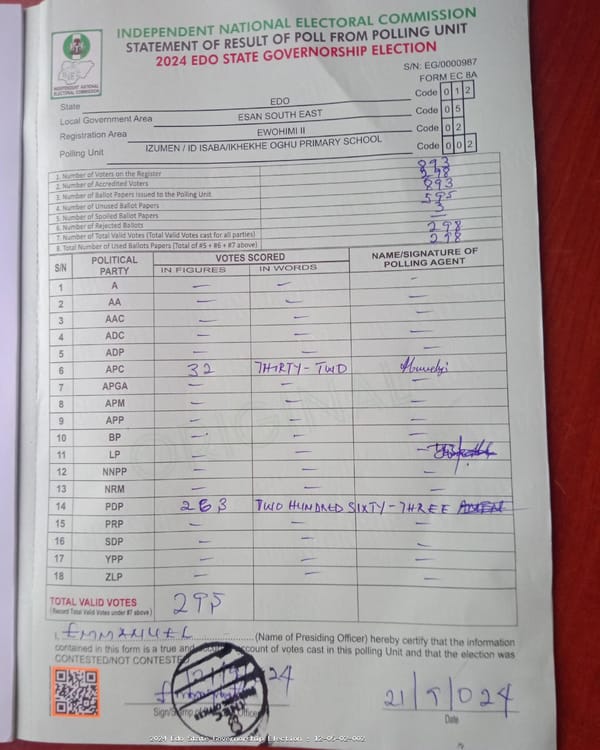 INDEPENDENT NATIONAL ELECTORAL COMMISSION
STATEMENT OF RESULT OF POLL FROM POLLING UNIT
2024 EDO STATE GOVERNORSHIP ELECTION
INDEPENDENT NATIONAL ELECTORAL COMMISSION
S/N: EG/0000987
FORM EC 8A
State EDO Code 0 1 2
Local Government Area ESAN SOUTH EAST Code 0 5
Registration Area EWOHIMI II Code 0 2
Polling Unit IZUMEN / ID ISABA/IKHEKHE OGHU PRIMARY SCHOOL Code 0 0 2
1. Number of Voters on the Register 893
2. Number of Accredited Voters 298
3. Number of Ballot Papers Issued to the Polling Unit 893
4. Number of Unused Ballot Papers 595
5. Number of Spoiled Ballot Papers 3
6. Number of Rejected Ballots —
7. Number of Total Valid Votes (Total Valid Votes cast for all parties) 298
8. Total Number of Used Ballots Papers (Total of #5 + #6 + #7 above) 298
S/N POLITICAL PARTY VOTES SCORED NAME/SIGNATURE OF POLLING AGENT
IN FIGURES IN WORDS
1 A — — —
2 AA — — —
3 AAC — — —
4 ADC — — —
5 ADP — — —
6 APC 32 THIRTY-TWO
7 APGA — — —
8 APM — — —
9 APP — — —
10 BP — — —
11 LP — — —
12 NNPP — — —
13 NRM — — —
14 PDP 263 TWO HUNDRED SIXTY-THREE
15 PRP — — —
16 SDP — — —
17 YPP — — —
18 ZLP — — —
TOTAL VALID VOTES 295
(Record Total Valid Votes under #7 above)
I, EMMANUEL (Name of Presiding Officer) hereby certify that the information
contained in this form is a true and account of votes cast in this polling Unit and that the election was
CONTESTED/NOT CONTESTED
21/9/2024
Sign/Stamp Officer Date
2024 Edo State Governorship Election - 12-05-02-002